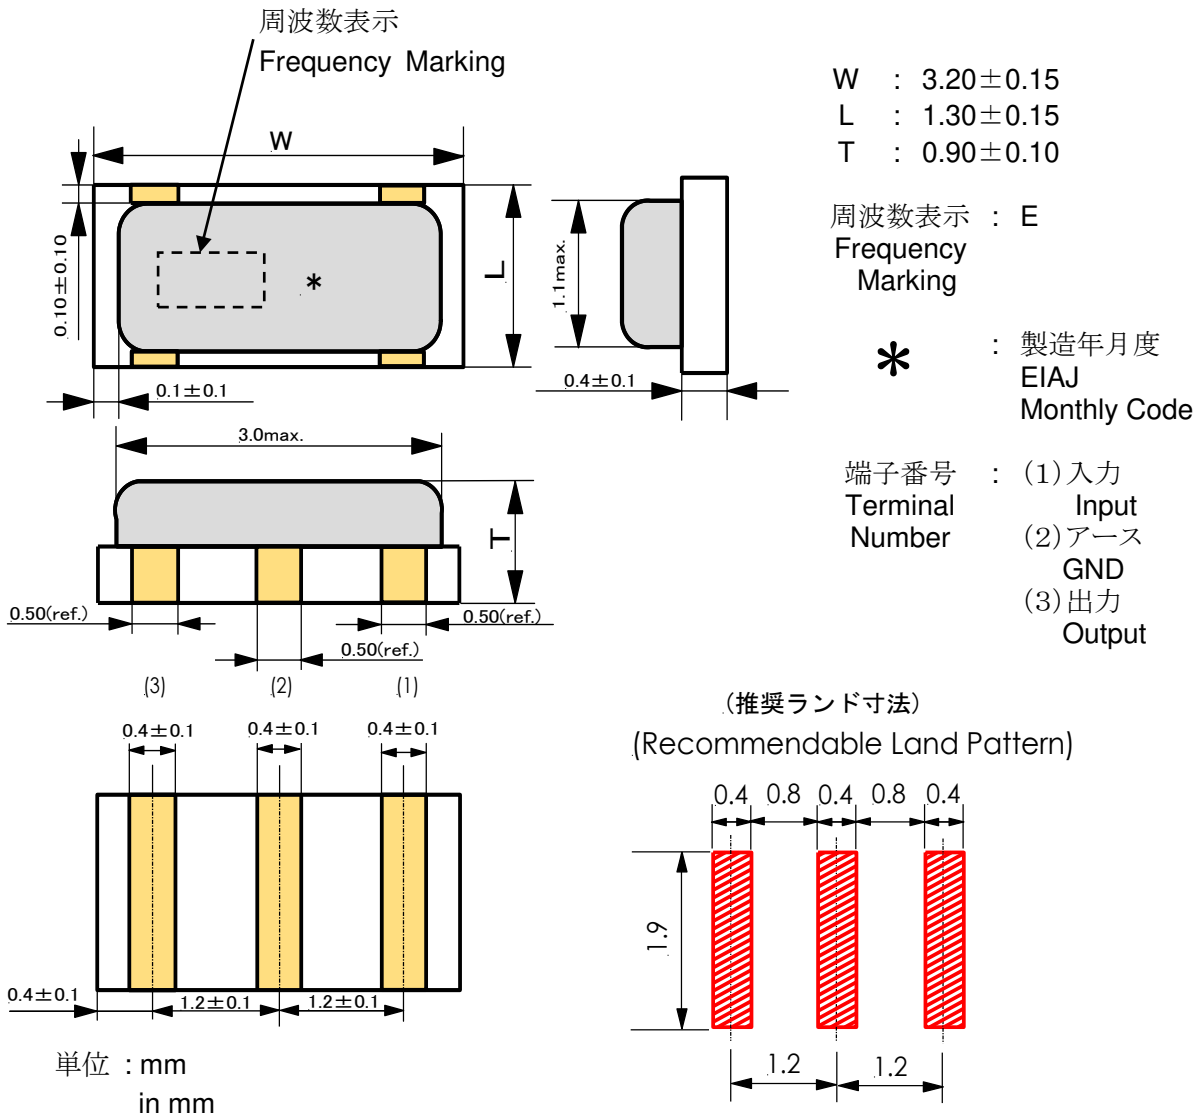 周波数表示
Frequency Marking
W
0.10±0.10
L
0.1±0.1
1.1max.
0.4±0.1
W : 3.20±0.15
L : 1.30±0.15
T : 0.90±0.10
周波数表示 : E
Frequency
Marking
* : 製造年月度
EIAJ
Monthly Code
端子番号 : (1)入力
Terminal Input
Number (2)アース
GND
(3)出力
Output
3.0max.
T
0.50(ref.)
0.50(ref.)
0.50(ref.)
(3) (2) (1)
0.4±0.1 0.4±0.1 0.4±0.1
0.4±0.1 1.2±0.1 1.2±0.1
単位 : mm
in mm
(推奨ランド寸法)
(Recommendable Land Pattern)
0.4 0.8 0.4 0.8 0.4
1.9
1.2 1.2